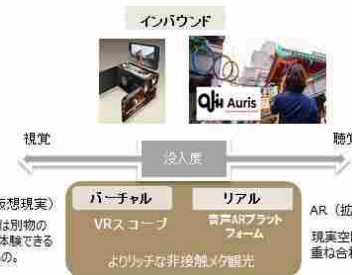 インバウンド
Auris
視覚
聴覚
没入度
仮想現実)
は別物の
体験できる
の。
バーチャル
VRスコープ
リアル
音声ARプラット
フォーム
よりリッチな非接触メタ観光
AR(拡
現実空間
重ね合わ